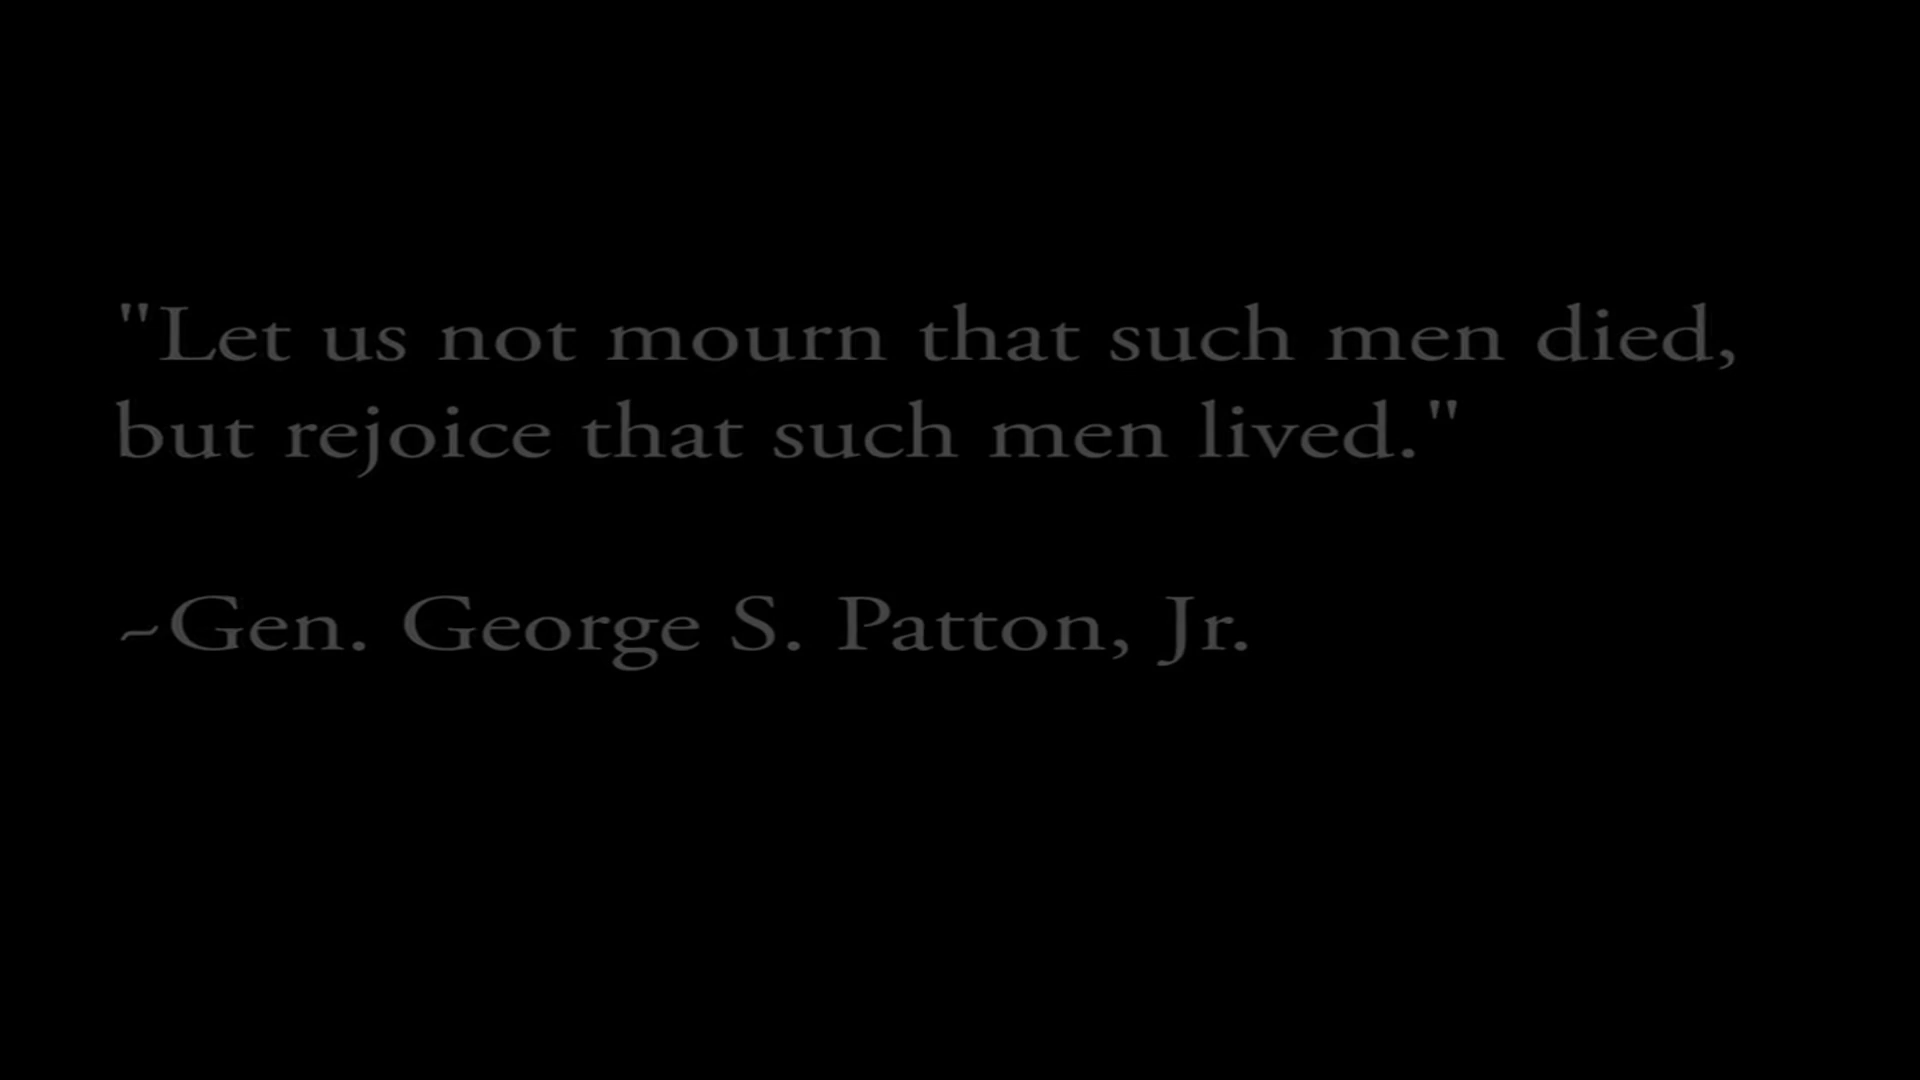 "Let us not mourn that such men died,
but rejoice that such men lived."
~Gen. George S. Patton, Jr.